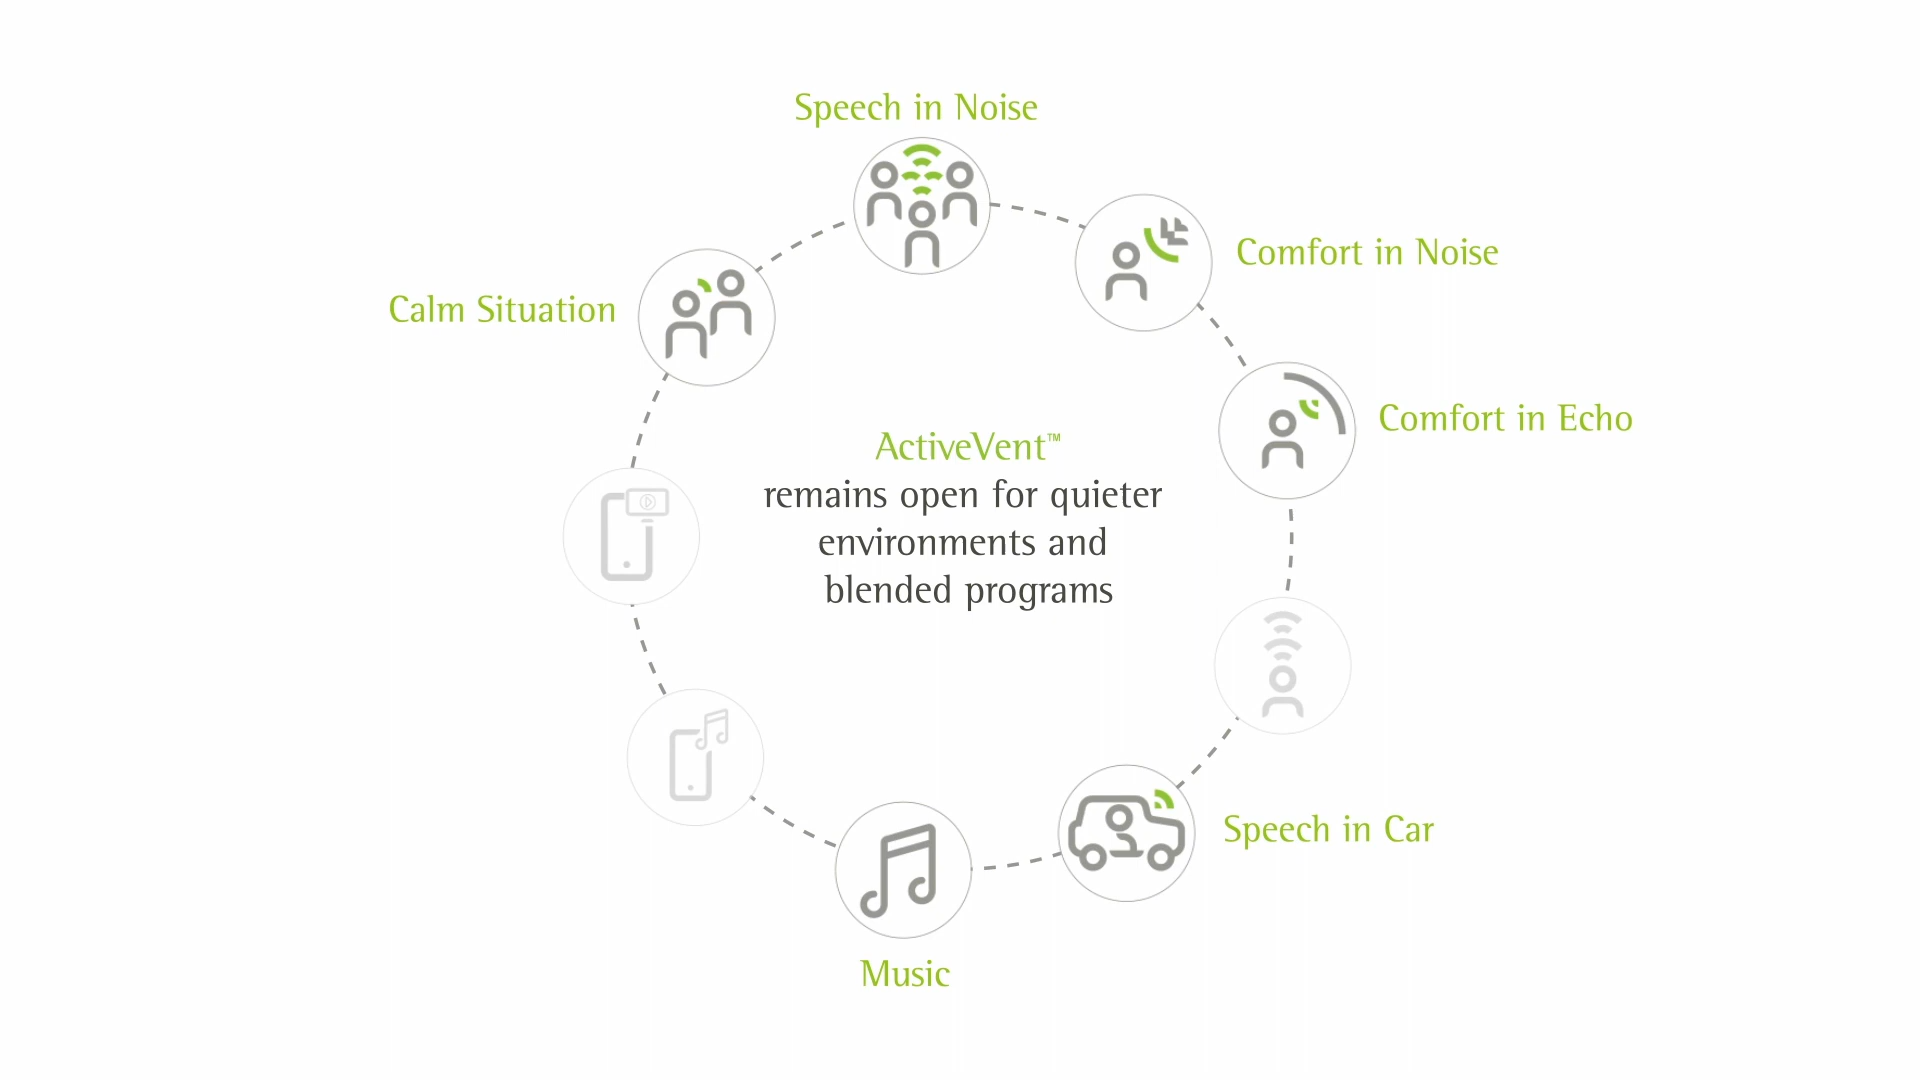 Speech in Noise
Comfort in Noise
Calm Situation
Comfort in Echo
ActiveVent™
remains open for quieter
environments and
blended programs
Speech in Car
Music